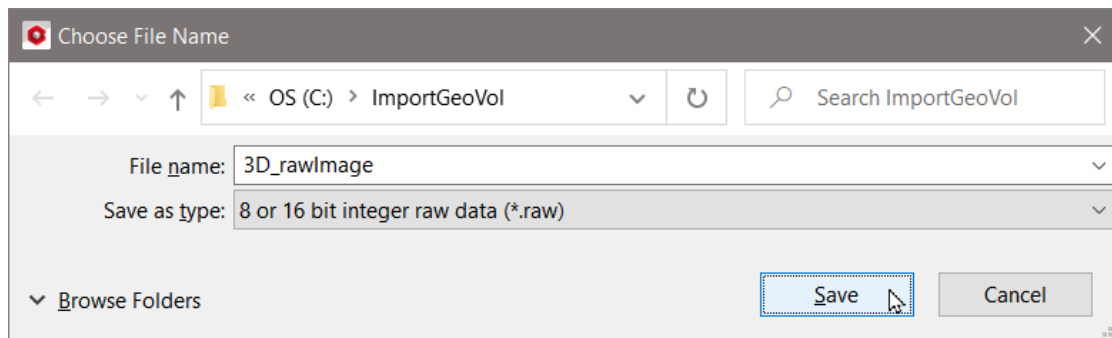 Choose File Name
« OS (C:) > ImportGeoVol
Search ImportGeoVol
File name: 3D_rawImage
Save as type: 8 or 16 bit integer raw data (*.raw)
Browse Folders
Save
Cancel